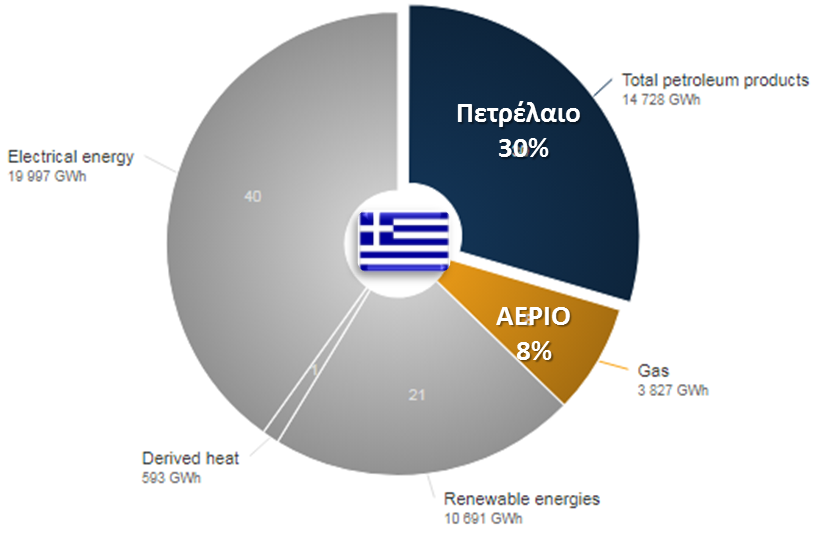 Total petroleum products
14 728 GWh
Πετρέλαιο
30%
Electrical energy
19 997 GWh
40
ΑΕΡΙΟ
8%
Gas
3 827 GWh
1
21
Derived heat
593 GWh
Renewable energies
10 691 GWh